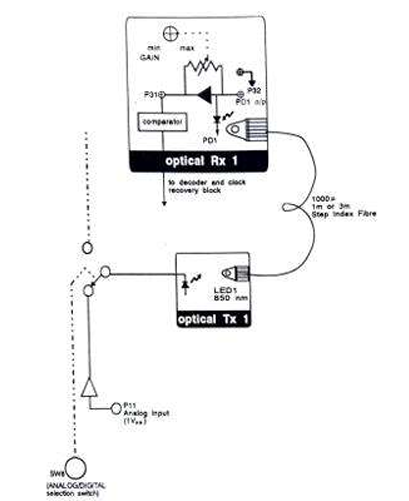 min
max
GAIN
P31
P32
PD1 o/p
comparator
PD1
optical Rx 1
to decoder and clock
recovery block
1000µ
1m or 3m
Step Index Fibre
LED1
850 nm
optical Tx 1
P11
Analog Input
SW8
(ANALOG/DIGITAL
selection switch)